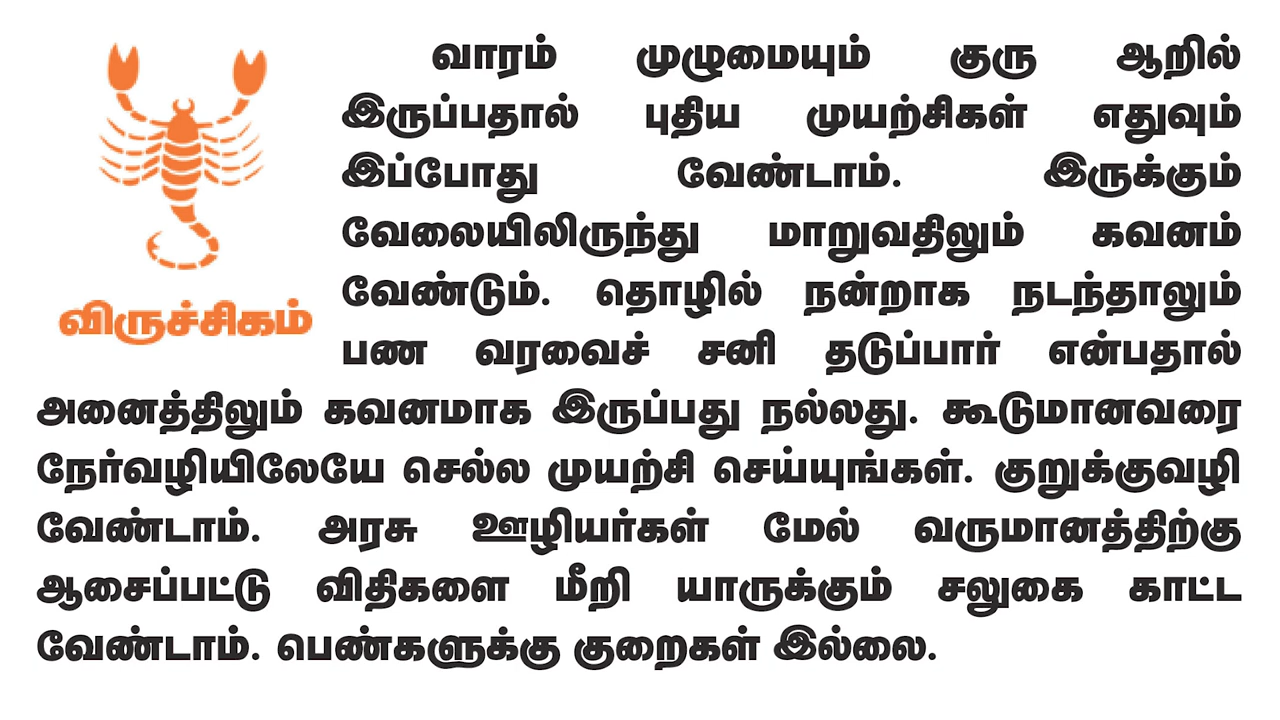 வாரம் முழுமையும் குரு ஆறில்
இருப்பதால் புதிய முயற்சிகள் எதுவும்
இப்போது வேண்டாம். இருக்கும்
வேலையிலிருந்து மாறுவதிலும் கவனம்
வேண்டும். தொழில் நன்றாக நடந்தாலும்
பண வரவைச் சனி தடுப்பார் என்பதால்
விருச்சிகம்
அனைத்திலும் கவனமாக இருப்பது நல்லது. கூடுமானவரை
நேர்வழியிலேயே செல்ல முயற்சி செய்யுங்கள். குறுக்குவழி
வேண்டாம். அரசு ஊழியர்கள் மேல் வருமானத்திற்கு
ஆசைப்பட்டு விதிகளை மீறி யாருக்கும் சலுகை காட்ட
வேண்டாம். பெண்களுக்கு குறைகள் இல்லை.